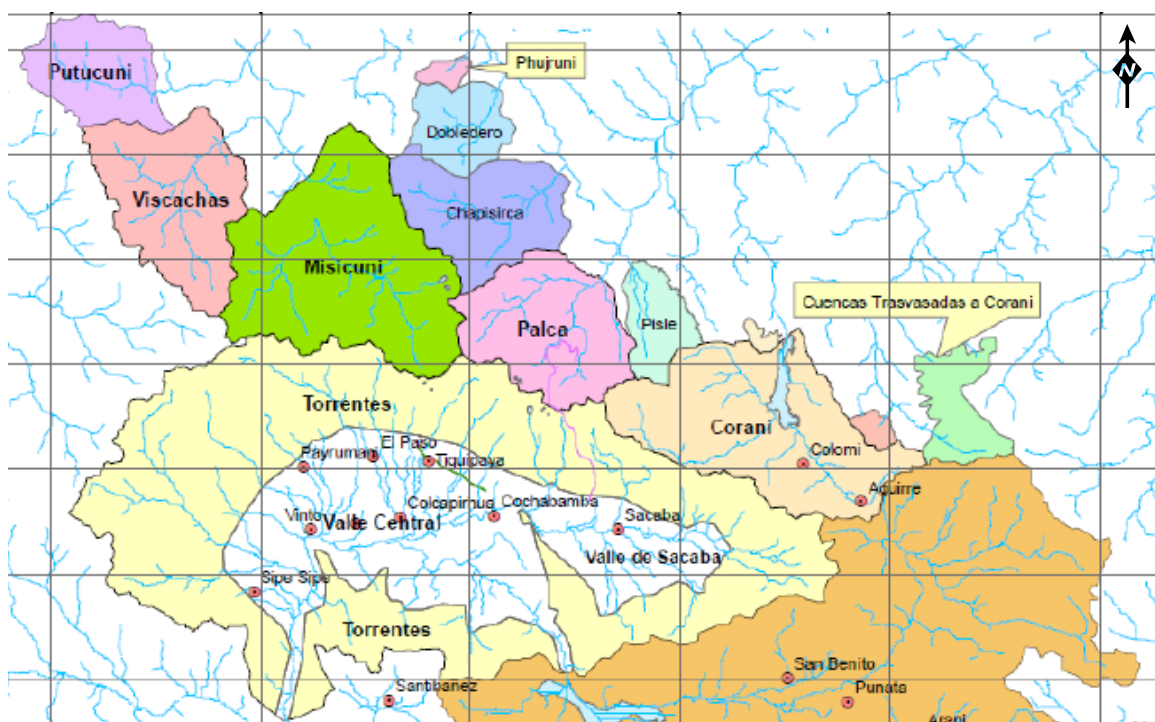 Putucuni
Phujruni
N
Dobledero
Viscachas
Chapisirca
Misicuni
Cuencas Trasvasadas a Corani
Palca
Pisle
Torrentes
Corani
El Paso
Payrumani
Tiquipaya
Colomi
Aguirre
Colcapirhua
Cochabamba
Vinto
Valle Central
Sacaba
Valle de Sacaba
Sipe Sipe
Torrentes
San Benito
Santibañez
Punata
Arani